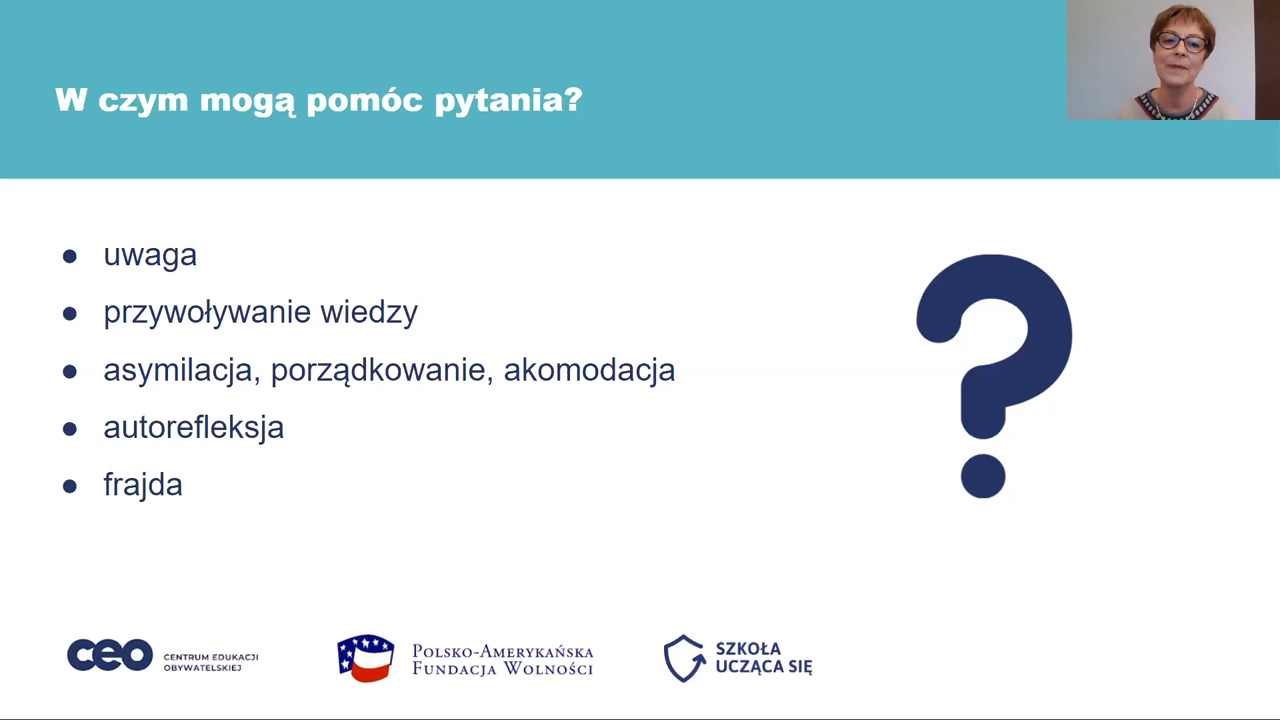 W czym mogą pomóc pytania?
● uwaga
● przywoływanie wiedzy
● asymilacja, porządkowanie, akomodacja
● autorefleksja
● frajda
?
ceo CENTRUM EDUKACJI
OBYWATELSKIEJ
POLSKO-AMERYKAŃSKA
FUNDACJA WOLNOŚCI
SZKOŁA
UCZĄCA SIĘ